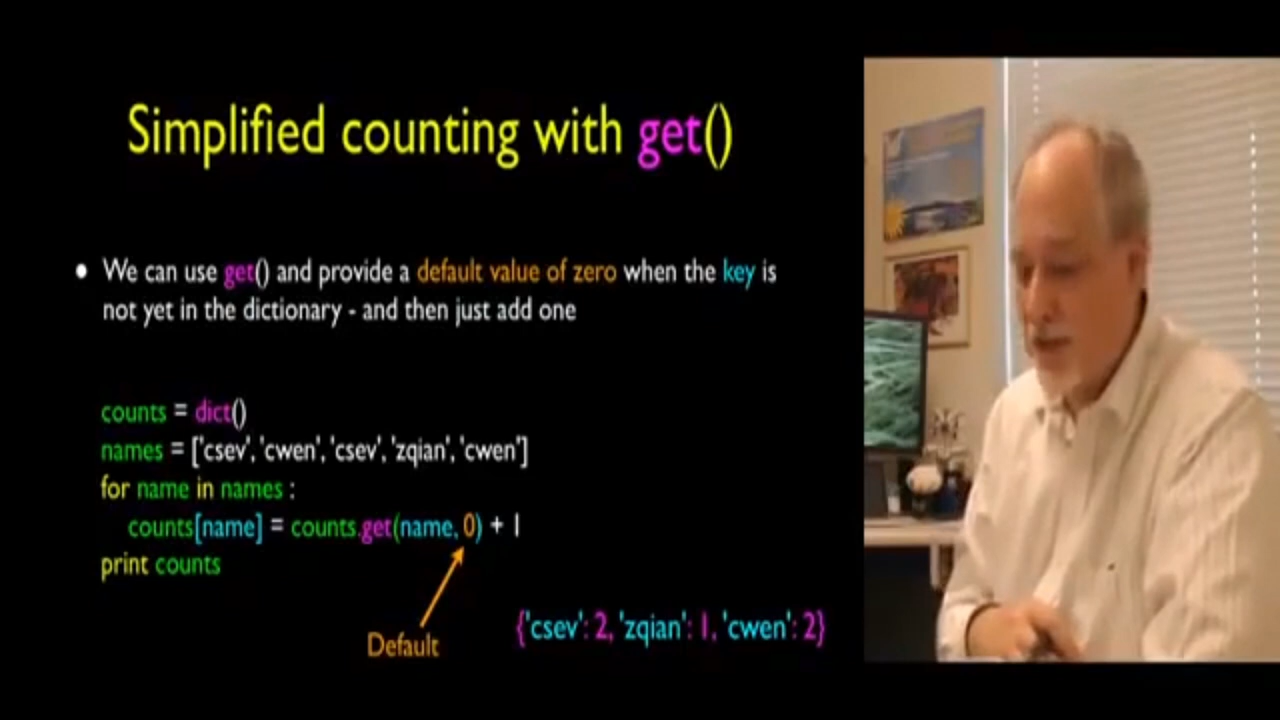 Simplified counting with get()
• We can use get() and provide a default value of zero when the key is
not yet in the dictionary - and then just add one
counts = dict()
names = ['csev', 'cwen', 'csev', 'zqian', 'cwen']
for name in names :
counts[name] = counts.get(name, 0) + 1
print counts
Default
{'csev': 2, 'zqian': 1, 'cwen': 2}